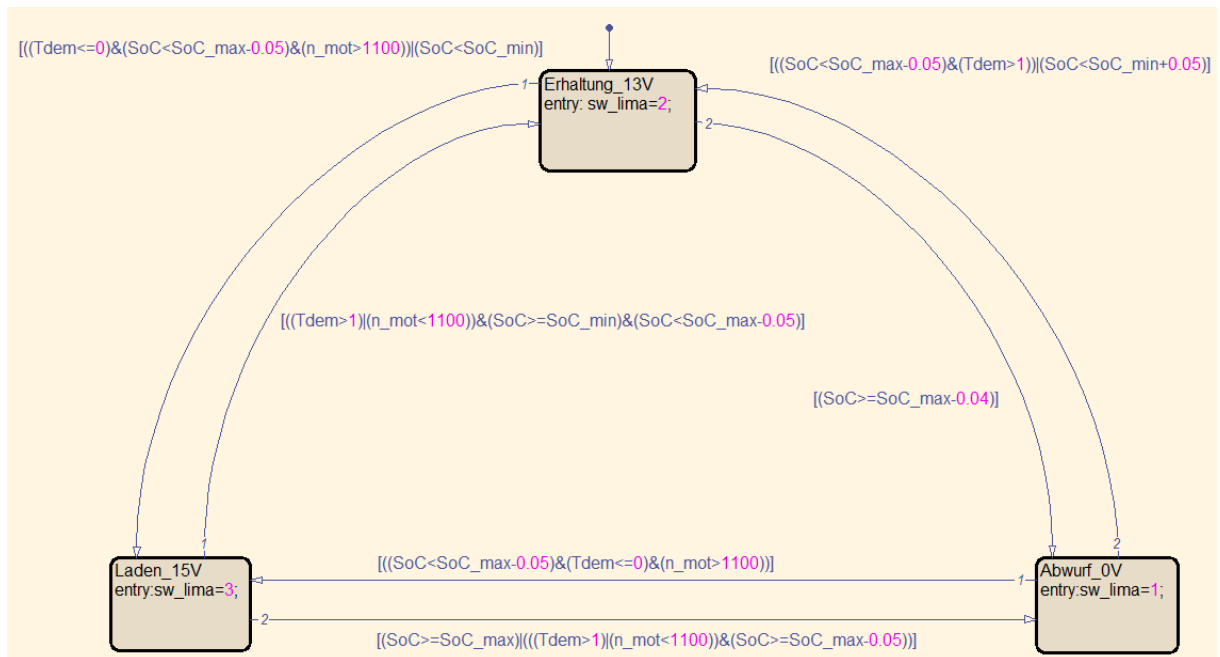 [((Tdem<=0)&(SoC<SoC_max-0.05)&(n_mot>1100))|(SoC<SoC_min)]
[((SoC<SoC_max-0.05)&(Tdem>1))|(SoC<SoC_min+0.05)]
Erhaltung_13V
entry: sw_lima=2;
1
2
[((Tdem>1)|(n_mot<1100))&(SoC>=SoC_min)&(SoC<SoC_max-0.05)]
[(SoC>=SoC_max-0.04)]
1
2
[((SoC<SoC_max-0.05)&(Tdem<=0)&(n_mot>1100))]
Laden_15V
entry:sw_lima=3;
1
Abwurf_0V
entry:sw_lima=1;
2
[(SoC>=SoC_max)|(((Tdem>1)|(n_mot<1100))&(SoC>=SoC_max-0.05))]